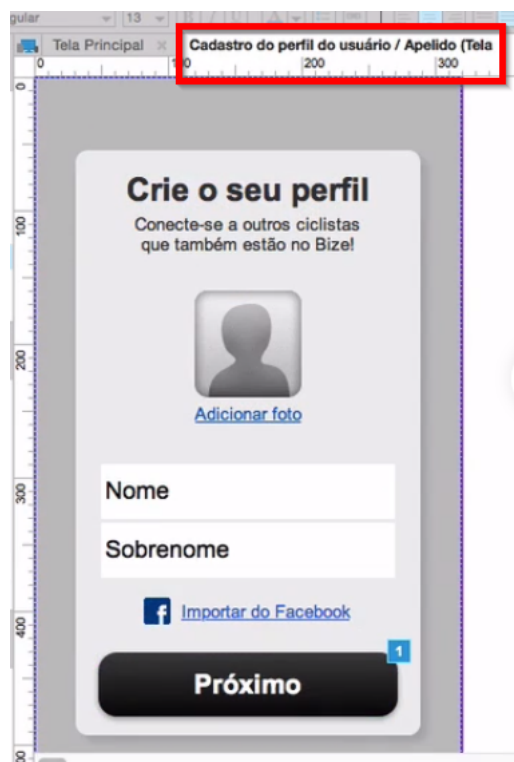 gular
13
B I U A
Tela Principal ×
Cadastro do perfil do usuário / Apelido (Tela
0 100 200 300
0
100
200
300
400
Crie o seu perfil
Conecte-se a outros ciclistas
que também estão no Bize!
Adicionar foto
Nome
Sobrenome
f Importar do Facebook
1
Próximo